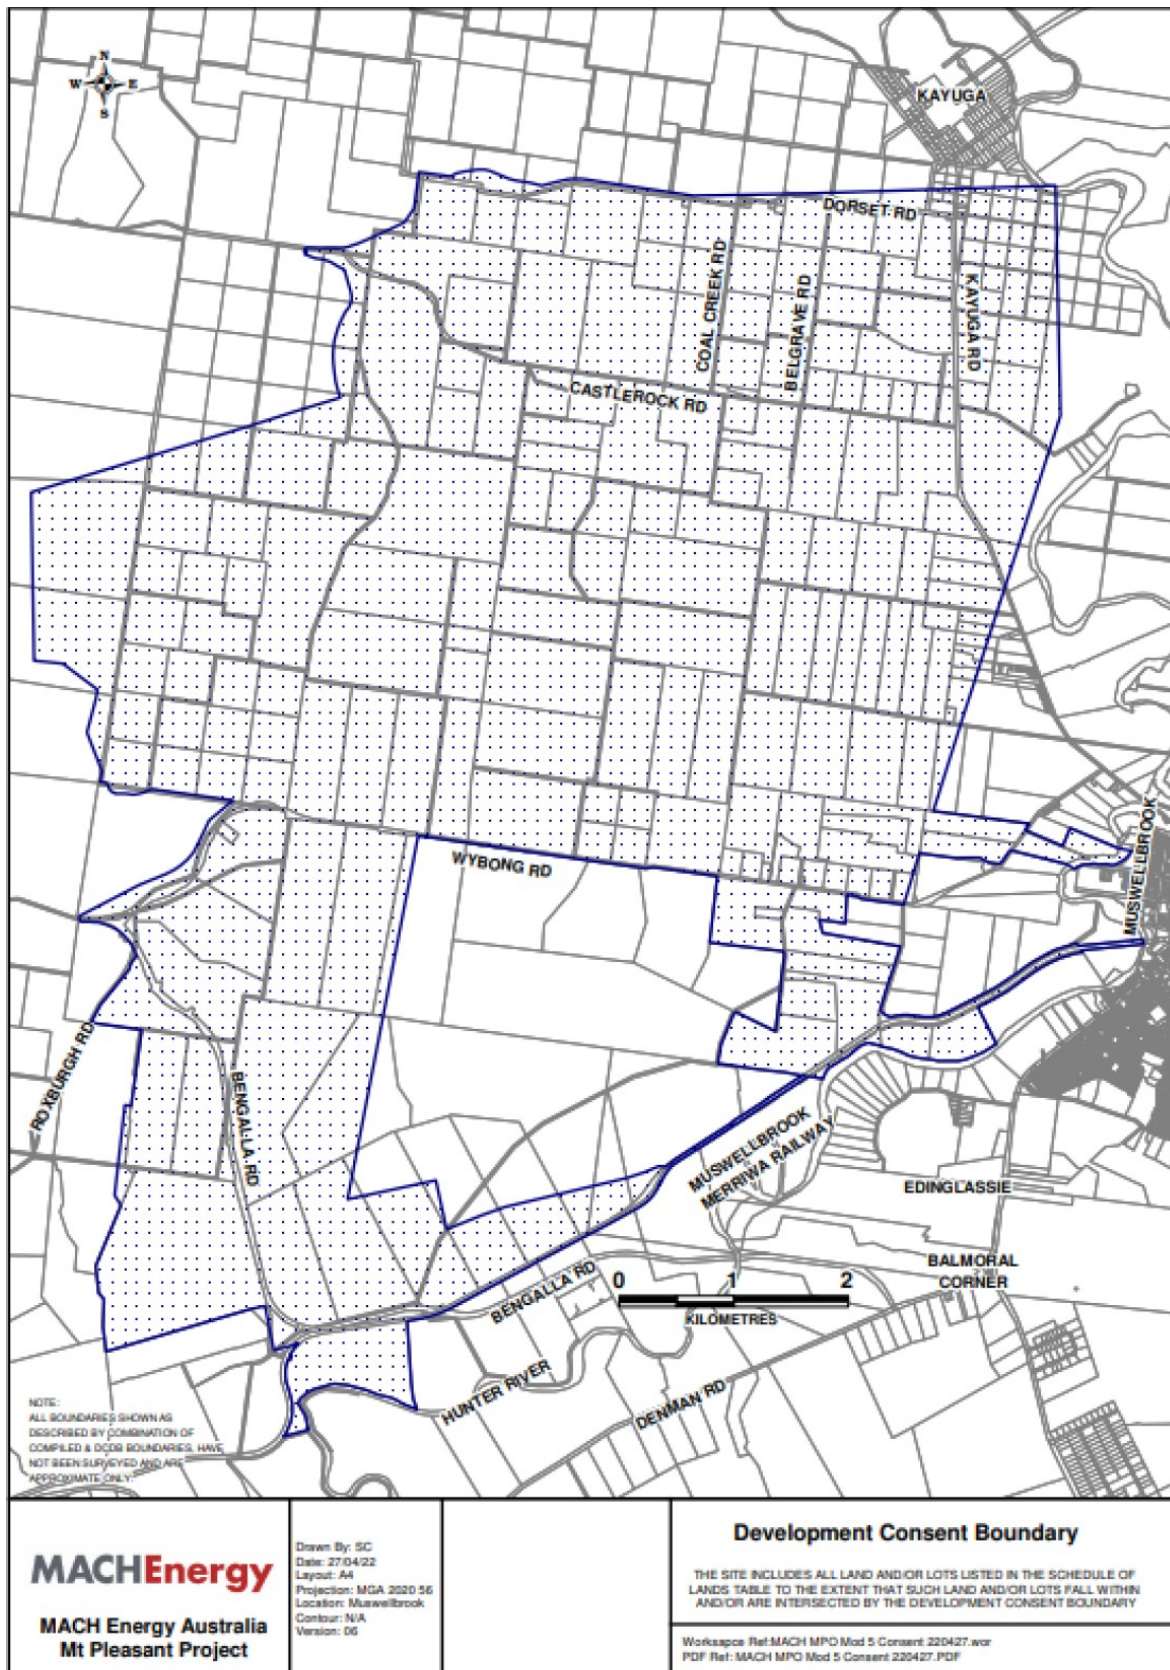 N
W E
S
KAYUGA
DORSET RD
COAL CREEK RD
BELGRAVE RD
KAYUGA RD
CASTLEROCK RD
WYBONG RD
MUSWELLBROOK
ROXBURGH RD
BENGALLA RD
MUSWELLBROOK
MERRIWA RAILWAY
EDINGLASSIE
BALMORAL
CORNER
0 1 2
KILOMETRES
BENGALLA RD
HUNTER RIVER
DENMAN RD
NOTE:
ALL BOUNDARIES SHOWN AS
DESCRIBED BY COMBINATION OF
COMPILED & DCDB BOUNDARIES, HAVE
NOT BEEN SURVEYED AND ARE
APPROXIMATE ONLY.
MACHEnergy
MACH Energy Australia
Mt Pleasant Project
Drawn By: SC
Date: 27/04/22
Layout: A4
Projection: MGA 2020 56
Location: Muswellbrook
Contour: N/A
Version: 06
Development Consent Boundary
THE SITE INCLUDES ALL LAND AND/OR LOTS LISTED IN THE SCHEDULE OF
LANDS TABLE TO THE EXTENT THAT SUCH LAND AND/OR LOTS FALL WITHIN
AND/OR ARE INTERSECTED BY THE DEVELOPMENT CONSENT BOUNDARY
Worksapce Ref:MACH MPO Mod 5 Consent 220427.wor
PDF Ref: MACH MPO Mod 5 Consent 220427.PDF